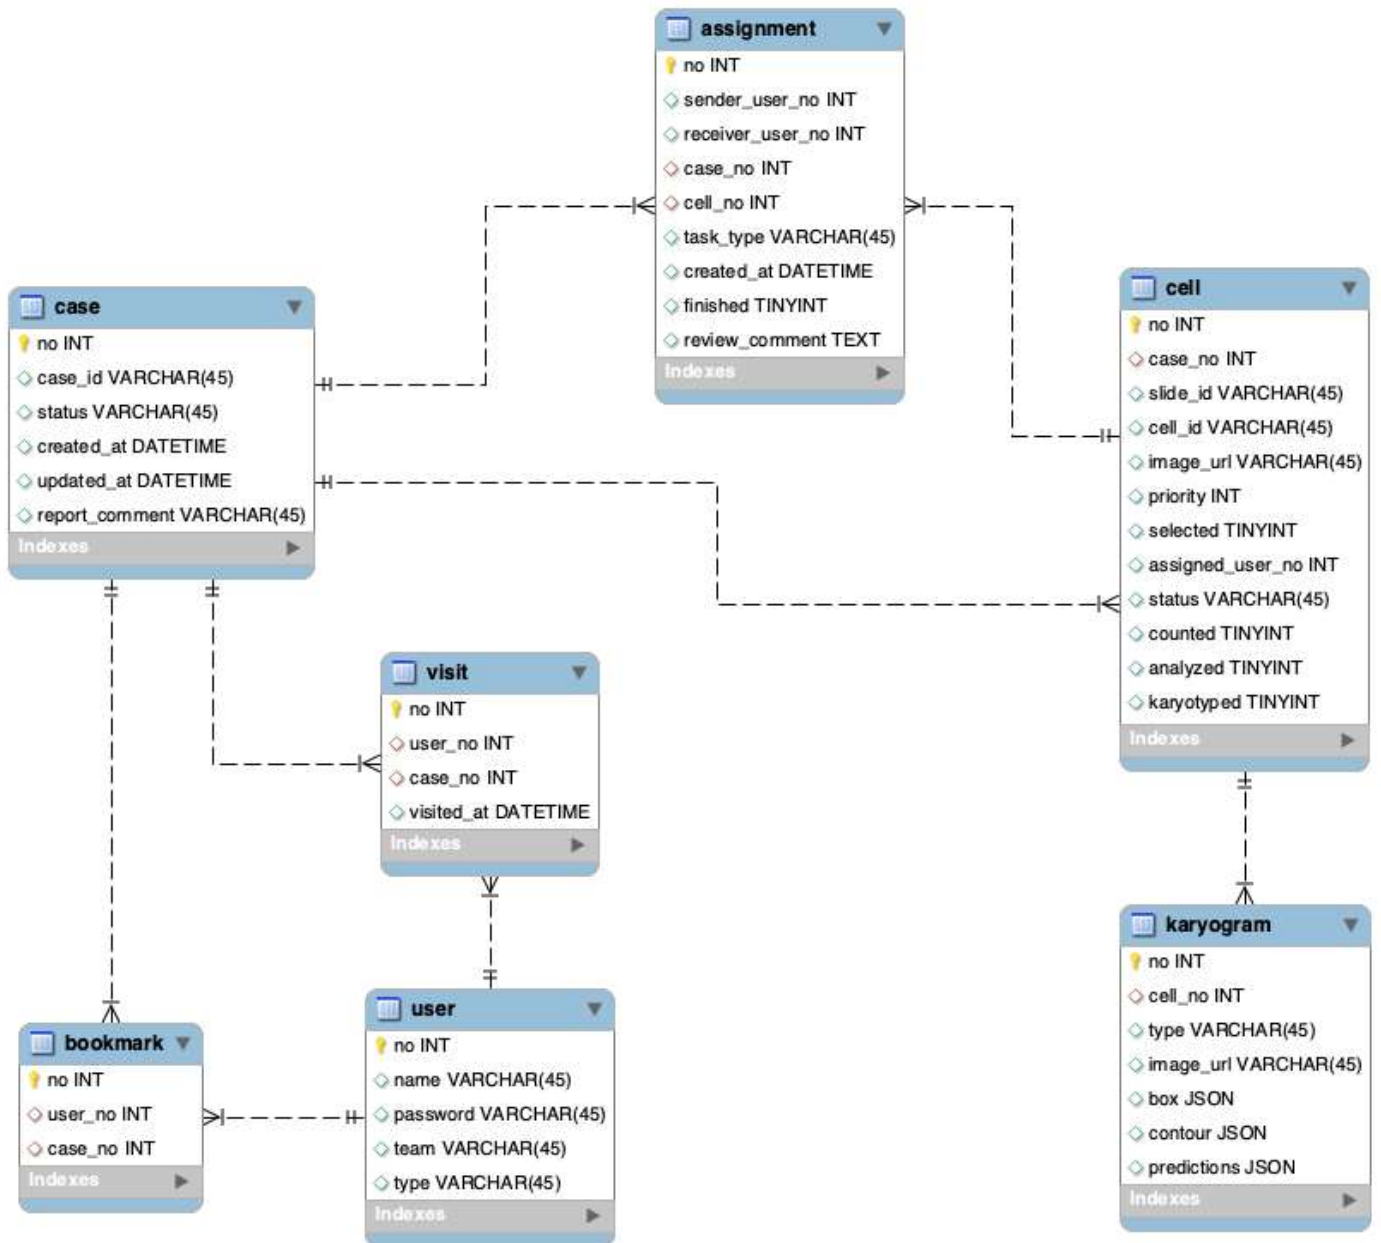 assignment
no INT
sender_user_no INT
receiver_user_no INT
case_no INT
cell_no INT
task_type VARCHAR(45)
created_at DATETIME
finished TINYINT
review_comment TEXT
Indexes
case
no INT
case_id VARCHAR(45)
status VARCHAR(45)
created_at DATETIME
updated_at DATETIME
report_comment VARCHAR(45)
Indexes
cell
no INT
case_no INT
slide_id VARCHAR(45)
cell_id VARCHAR(45)
image_url VARCHAR(45)
priority INT
selected TINYINT
assigned_user_no INT
status VARCHAR(45)
counted TINYINT
analyzed TINYINT
karyotyped TINYINT
Indexes
visit
no INT
user_no INT
case_no INT
visited_at DATETIME
Indexes
bookmark
no INT
user_no INT
case_no INT
Indexes
user
no INT
name VARCHAR(45)
password VARCHAR(45)
team VARCHAR(45)
type VARCHAR(45)
Indexes
karyogram
no INT
cell_no INT
type VARCHAR(45)
image_url VARCHAR(45)
box JSON
contour JSON
predictions JSON
Indexes